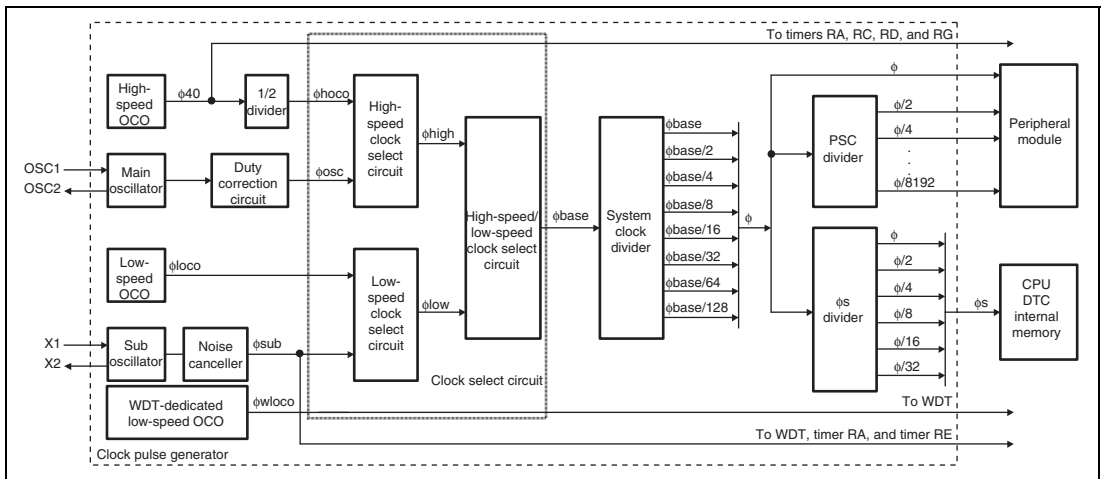 To timers RA, RC, RD, and RG
High-
speed
OCO
ϕ40
1/2
divider
ϕhoco
High-
speed
clock
select
circuit
ϕhigh
OSC1
OSC2
Main
oscillator
Duty
correction
circuit
ϕosc
Low-
speed
OCO
ϕloco
Low-
speed
clock
select
circuit
ϕlow
X1
X2
Sub
oscillator
Noise
canceller
ϕsub
High-speed/
low-speed
clock select
circuit
Clock select circuit
ϕbase
System
clock
divider
ϕbase
ϕbase/2
ϕbase/4
ϕbase/8
ϕbase/16
ϕbase/32
ϕbase/64
ϕbase/128
ϕ
ϕ
PSC
divider
ϕ/2
ϕ/4
.
.
.
ϕ/8192
Peripheral
module
ϕs
divider
ϕ
ϕ/2
ϕ/4
ϕ/8
ϕ/16
ϕ/32
ϕs
CPU
DTC
internal
memory
WDT-dedicated
low-speed OCO
ϕwloco
To WDT
To WDT, timer RA, and timer RE
Clock pulse generator